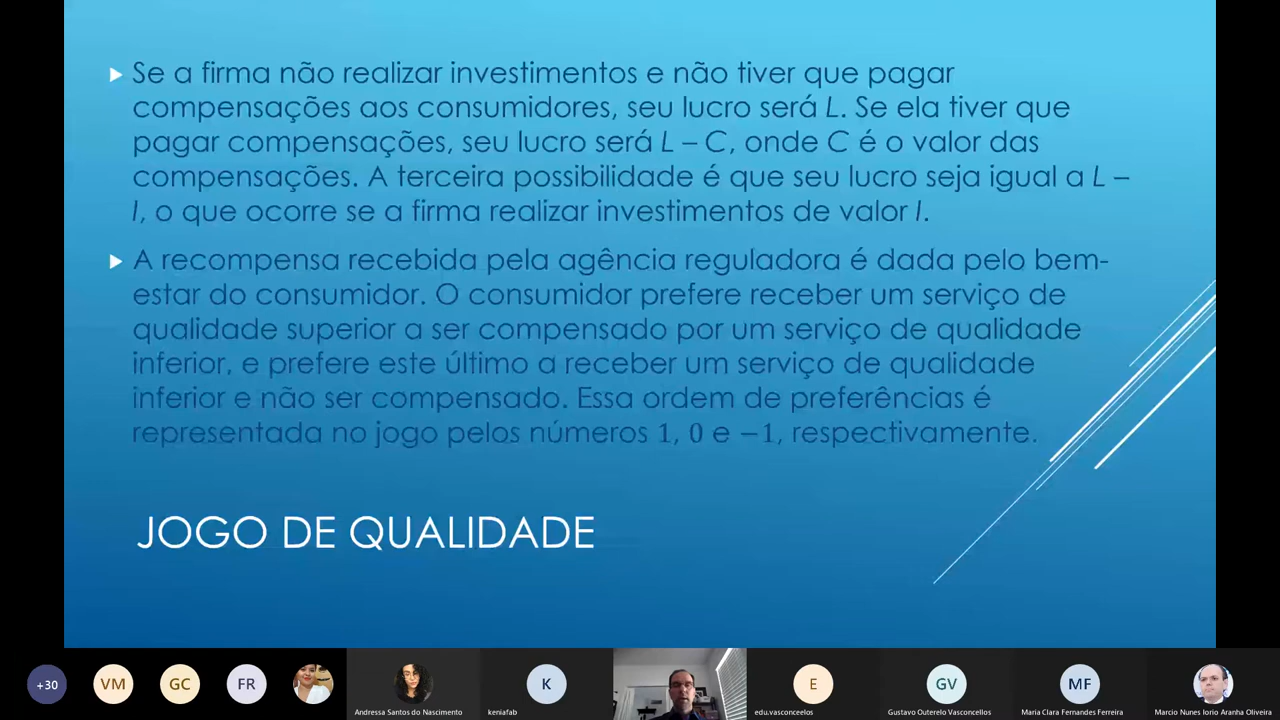 Se a firma não realizar investimentos e não tiver que pagar
compensações aos consumidores, seu lucro será L. Se ela tiver que
pagar compensações, seu lucro será L – C, onde C é o valor das
compensações. A terceira possibilidade é que seu lucro seja igual a L –
I, o que ocorre se a firma realizar investimentos de valor I.
A recompensa recebida pela agência reguladora é dada pelo bem-
estar do consumidor. O consumidor prefere receber um serviço de
qualidade superior a ser compensado por um serviço de qualidade
inferior, e prefere este último a receber um serviço de qualidade
inferior e não ser compensado. Essa ordem de preferências é
representada no jogo pelos números 1, 0 e −1, respectivamente.
JOGO DE QUALIDADE
+30
VM
GC
FR
Andressa Santos do Nascimento
K
keniafab
E
edu.vasconceelos
GV
Gustavo Outerelo Vasconcellos
MF
Maria Clara Fernandes Ferreira
Marcio Nunes Iorio Aranha Oliveira